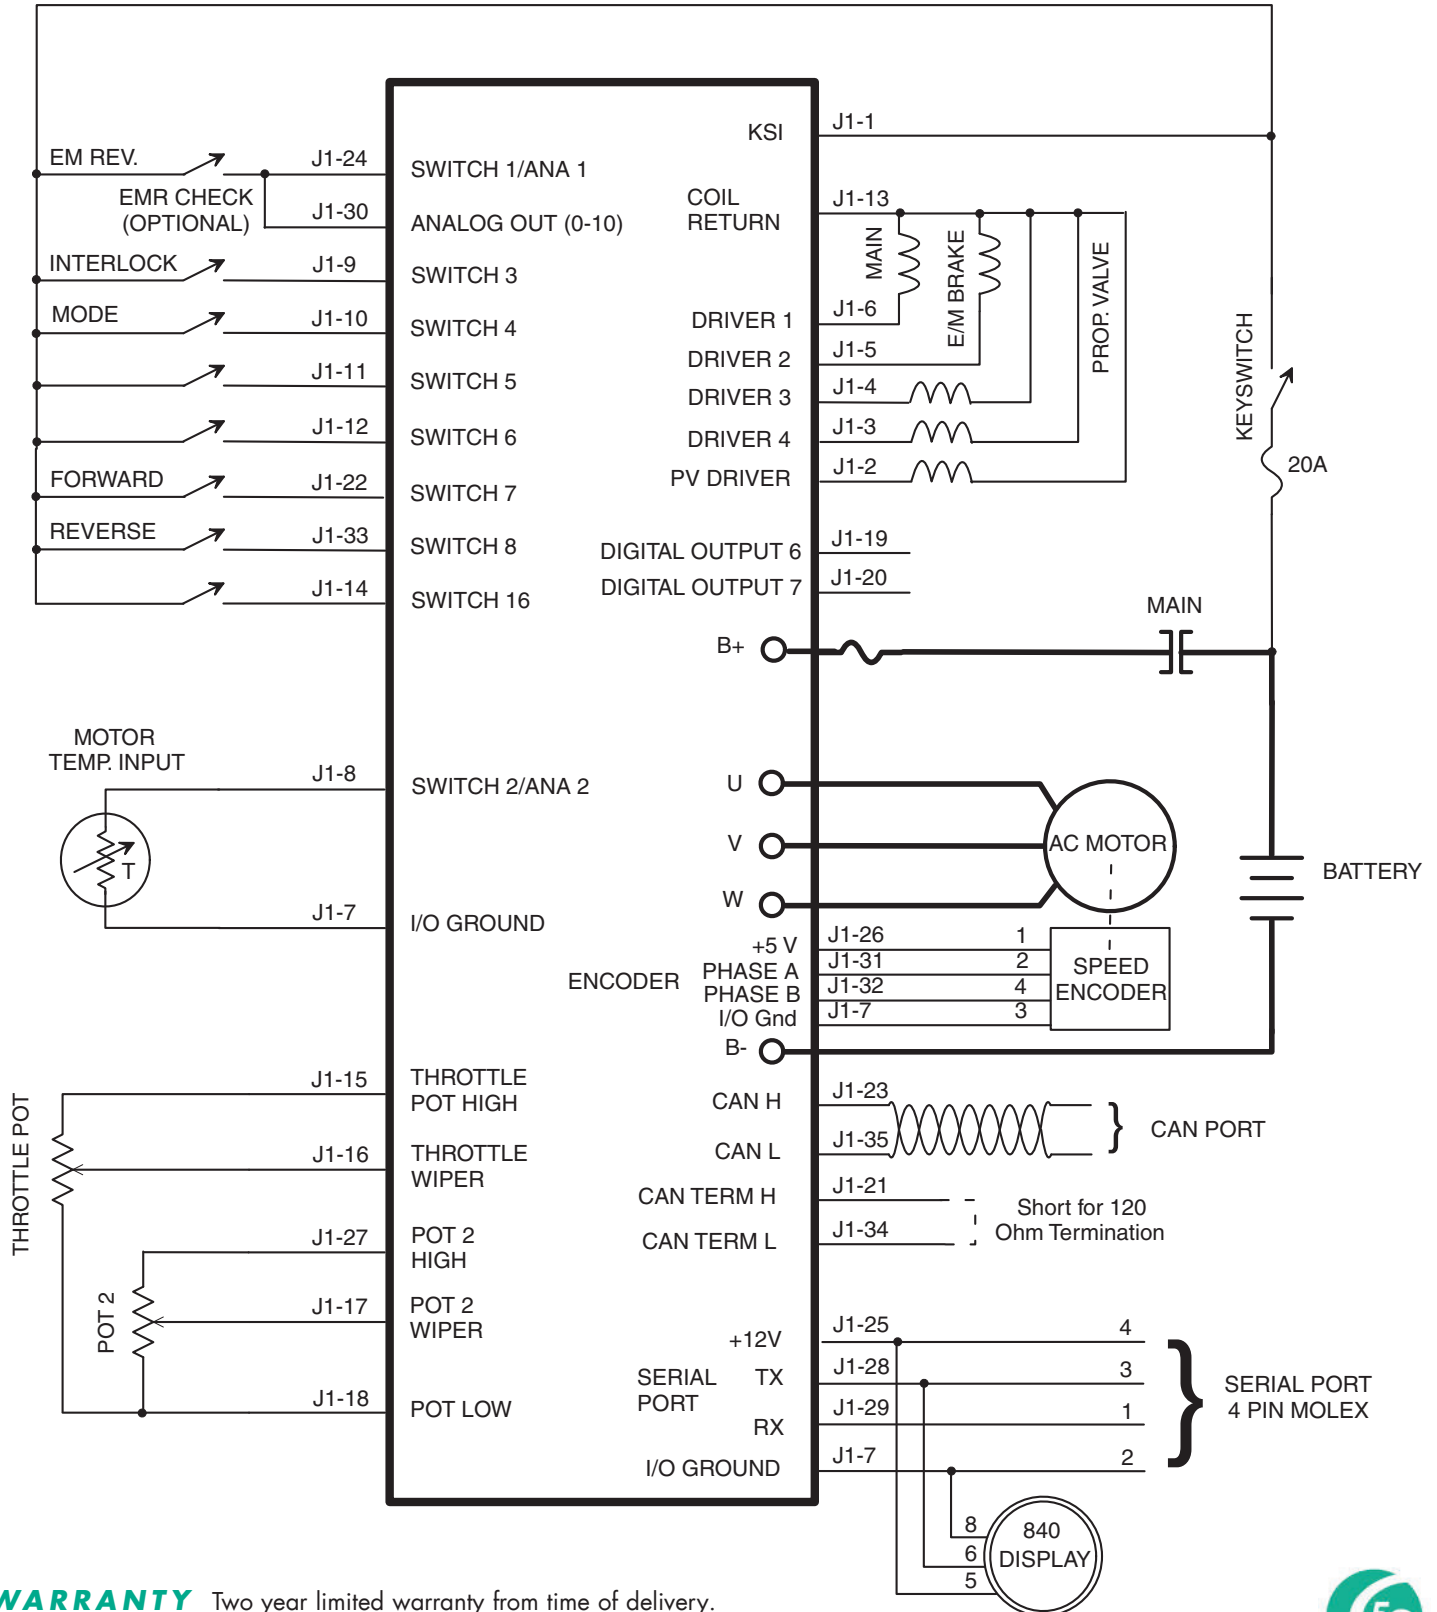 KSI
J1-1
EM REV.
J1-24
SWITCH 1/ANA 1
EMR CHECK
(OPTIONAL)
J1-30
ANALOG OUT (0-10)
COIL
RETURN
J1-13
INTERLOCK
J1-9
SWITCH 3
MAIN
E/M BRAKE
PROP. VALVE
MODE
J1-10
SWITCH 4
DRIVER 1
J1-6
J1-11
SWITCH 5
DRIVER 2
J1-5
DRIVER 3
J1-4
J1-12
SWITCH 6
DRIVER 4
J1-3
KEYSWITCH
20A
FORWARD
J1-22
SWITCH 7
PV DRIVER
J1-2
REVERSE
J1-33
SWITCH 8
DIGITAL OUTPUT 6
J1-19
J1-14
SWITCH 16
DIGITAL OUTPUT 7
J1-20
MAIN
B+
MOTOR
TEMP. INPUT
J1-8
SWITCH 2/ANA 2
U
V
W
AC MOTOR
BATTERY
T
J1-7
I/O GROUND
ENCODER
+5 V
J1-26
1
PHASE A
J1-31
2
PHASE B
J1-32
4
I/O Gnd
J1-7
3
SPEED
ENCODER
B-
THROTTLE POT
J1-15
THROTTLE
POT HIGH
CAN H
J1-23
CAN PORT
J1-16
THROTTLE
WIPER
CAN L
J1-35
CAN TERM H
J1-21
Short for 120
Ohm Termination
J1-27
POT 2
HIGH
CAN TERM L
J1-34
POT 2
J1-17
POT 2
WIPER
+12V
J1-25
4
SERIAL
PORT
TX
J1-28
3
SERIAL PORT
4 PIN MOLEX
J1-18
POT LOW
RX
J1-29
1
I/O GROUND
J1-7
2
8
6
5
840
DISPLAY
WARRANTY Two year limited warranty from time of delivery.